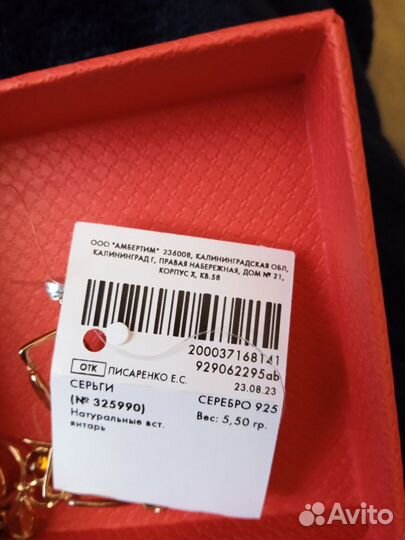 ООО "АМБЕРТИМ" 236008, КАЛИНИНГРАДСКАЯ ОБЛ,
КАЛИНИНГРАД Г, ПРАВАЯ НАБЕРЕЖНАЯ, ДОМ № 21,
КОРПУС Х, КВ.58
200037168141
929062295ab
ОТК ПИСАРЕНКО Е.С. 23.08.23
СЕРЬГИ СЕРЕБРО 925
(№ 325990) Вес: 5,50 гр.
Натуральные вст.
янтарь
Avito